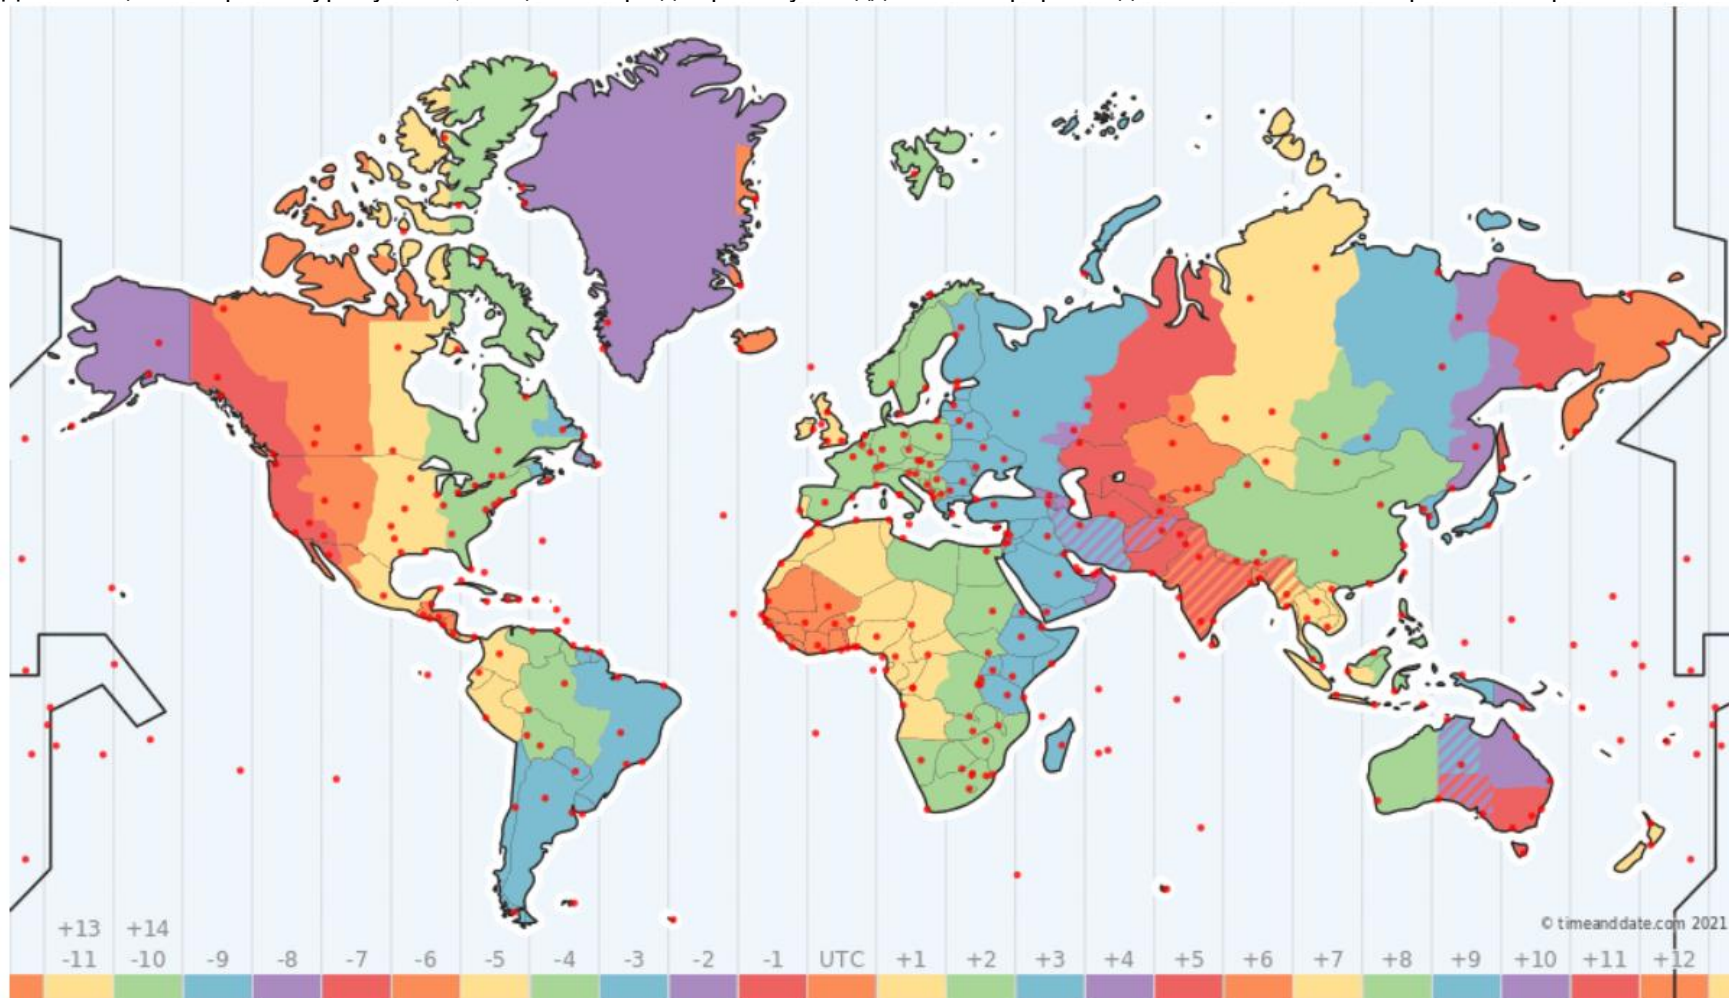 © timeanddate.com 2021
+13 +14
-11 -10 -9 -8 -7 -6 -5 -4 -3 -2 -1 UTC +1 +2 +3 +4 +5 +6 +7 +8 +9 +10 +11 +12